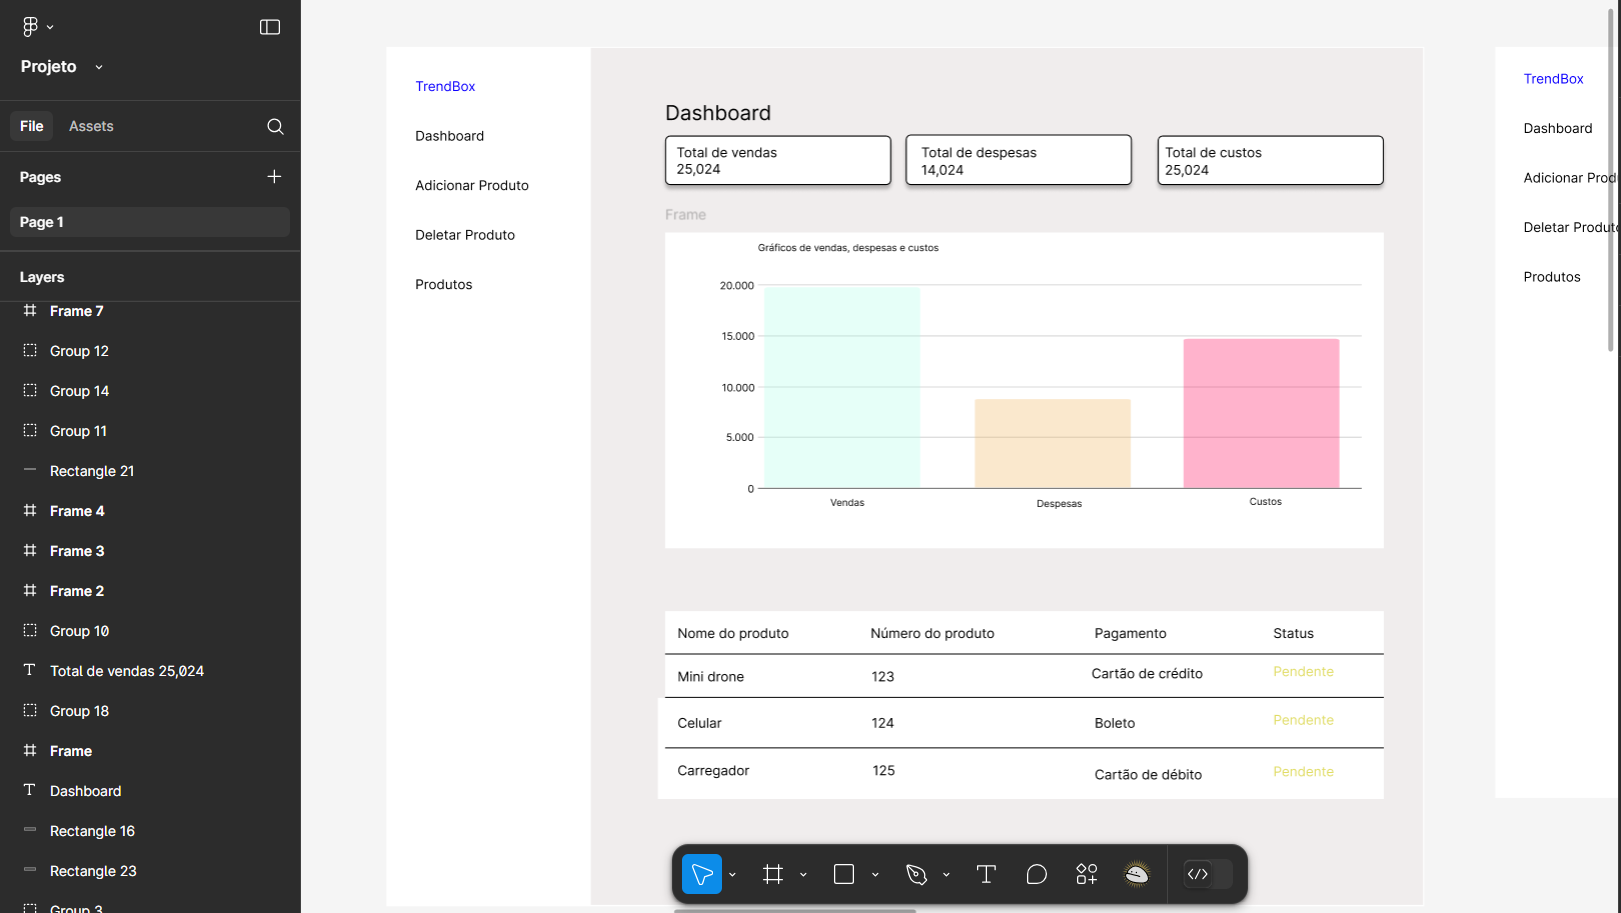 Projeto
File
Assets
Pages
Page 1
Layers
Frame 7
Group 12
Group 14
Group 11
Rectangle 21
Frame 4
Frame 3
Frame 2
Group 10
Total de vendas 25,024
Group 18
Frame
Dashboard
Rectangle 16
Rectangle 23
Group 3
TrendBox
Dashboard
Adicionar Produto
Deletar Produto
Produtos
Dashboard
Total de vendas
25,024
Total de despesas
14,024
Total de custos
25,024
Frame
Gráficos de vendas, despesas e custos
20.000
15.000
10.000
5.000
0
Vendas
Despesas
Custos
Nome do produto Número do produto Pagamento Status
Mini drone 123 Cartão de crédito Pendente
Celular 124 Boleto Pendente
Carregador 125 Cartão de débito Pendente
TrendBox
Dashboard
Adicionar Prod
Deletar Produto
Produtos